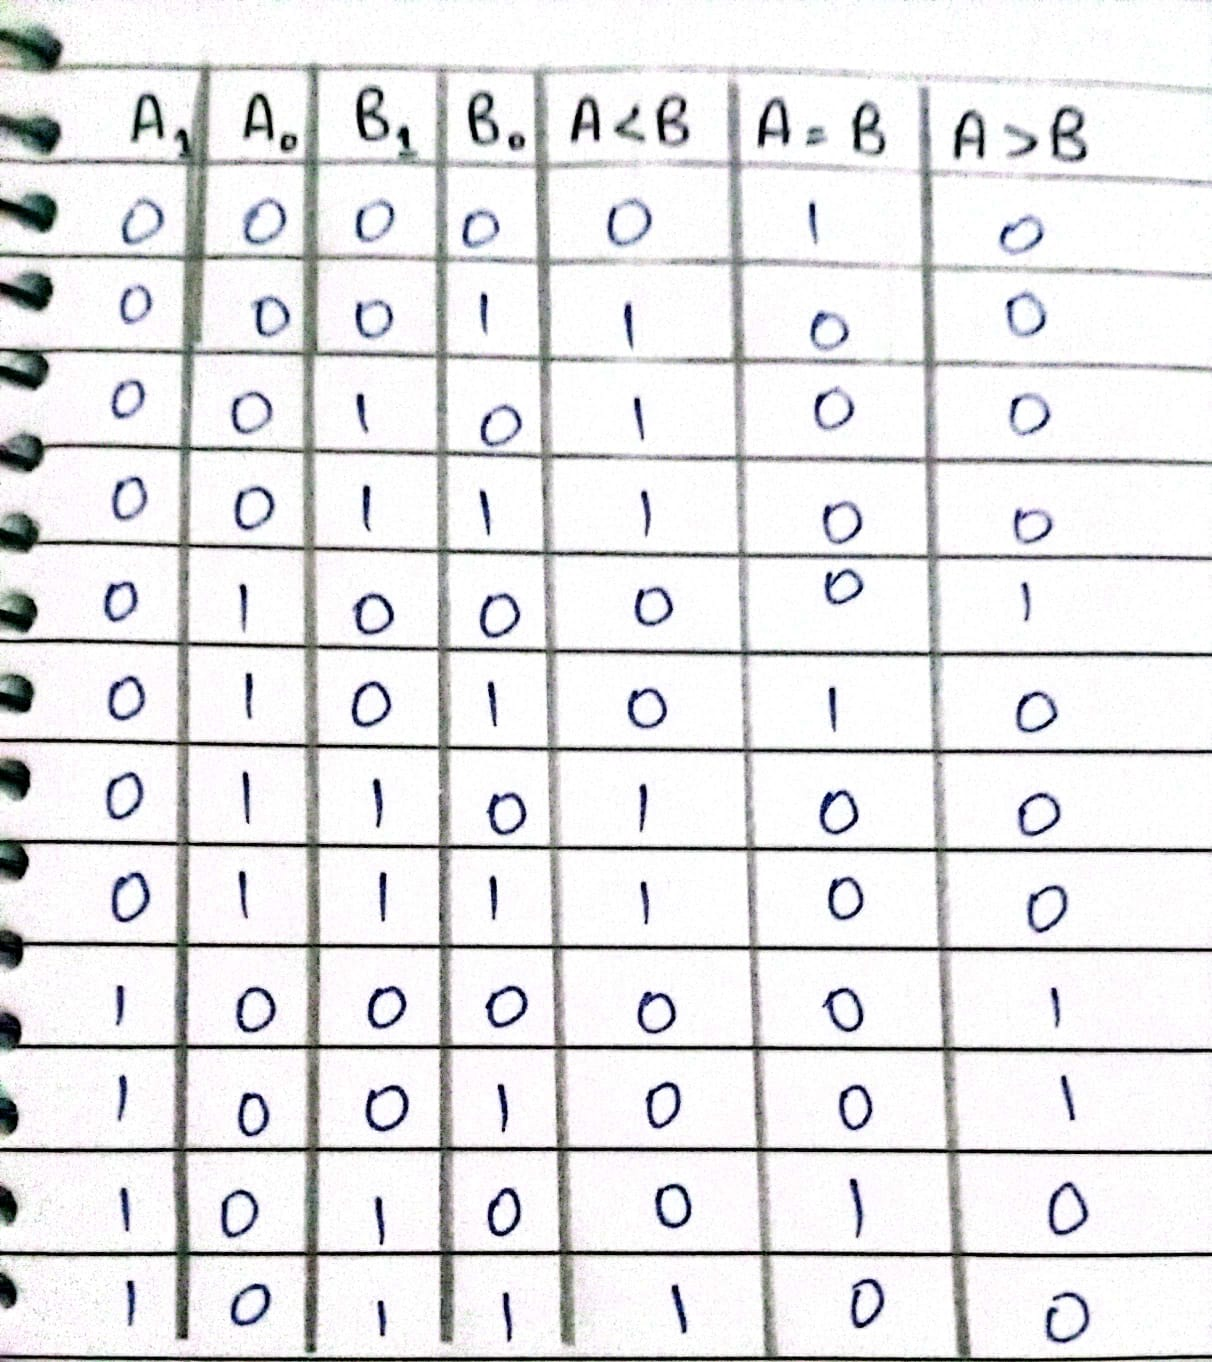 A₁ A₀ B₁ B₀ A<B A=B A>B
0 0 0 0 0 1 0
0 0 0 1 1 0 0
0 0 1 0 1 0 0
0 0 1 1 1 0 0
0 1 0 0 0 0 1
0 1 0 1 0 1 0
0 1 1 0 1 0 0
0 1 1 1 1 0 0
1 0 0 0 0 0 1
1 0 0 1 0 0 1
1 0 1 0 0 1 0
1 0 1 1 1 0 0